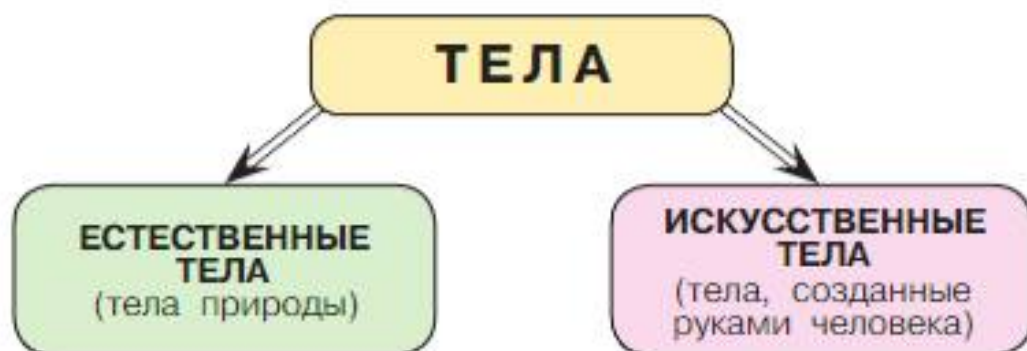 ТЕЛА
ЕСТЕСТВЕННЫЕ
ТЕЛА
(тела природы)
ИСКУССТВЕННЫЕ
ТЕЛА
(тела, созданные
руками человека)